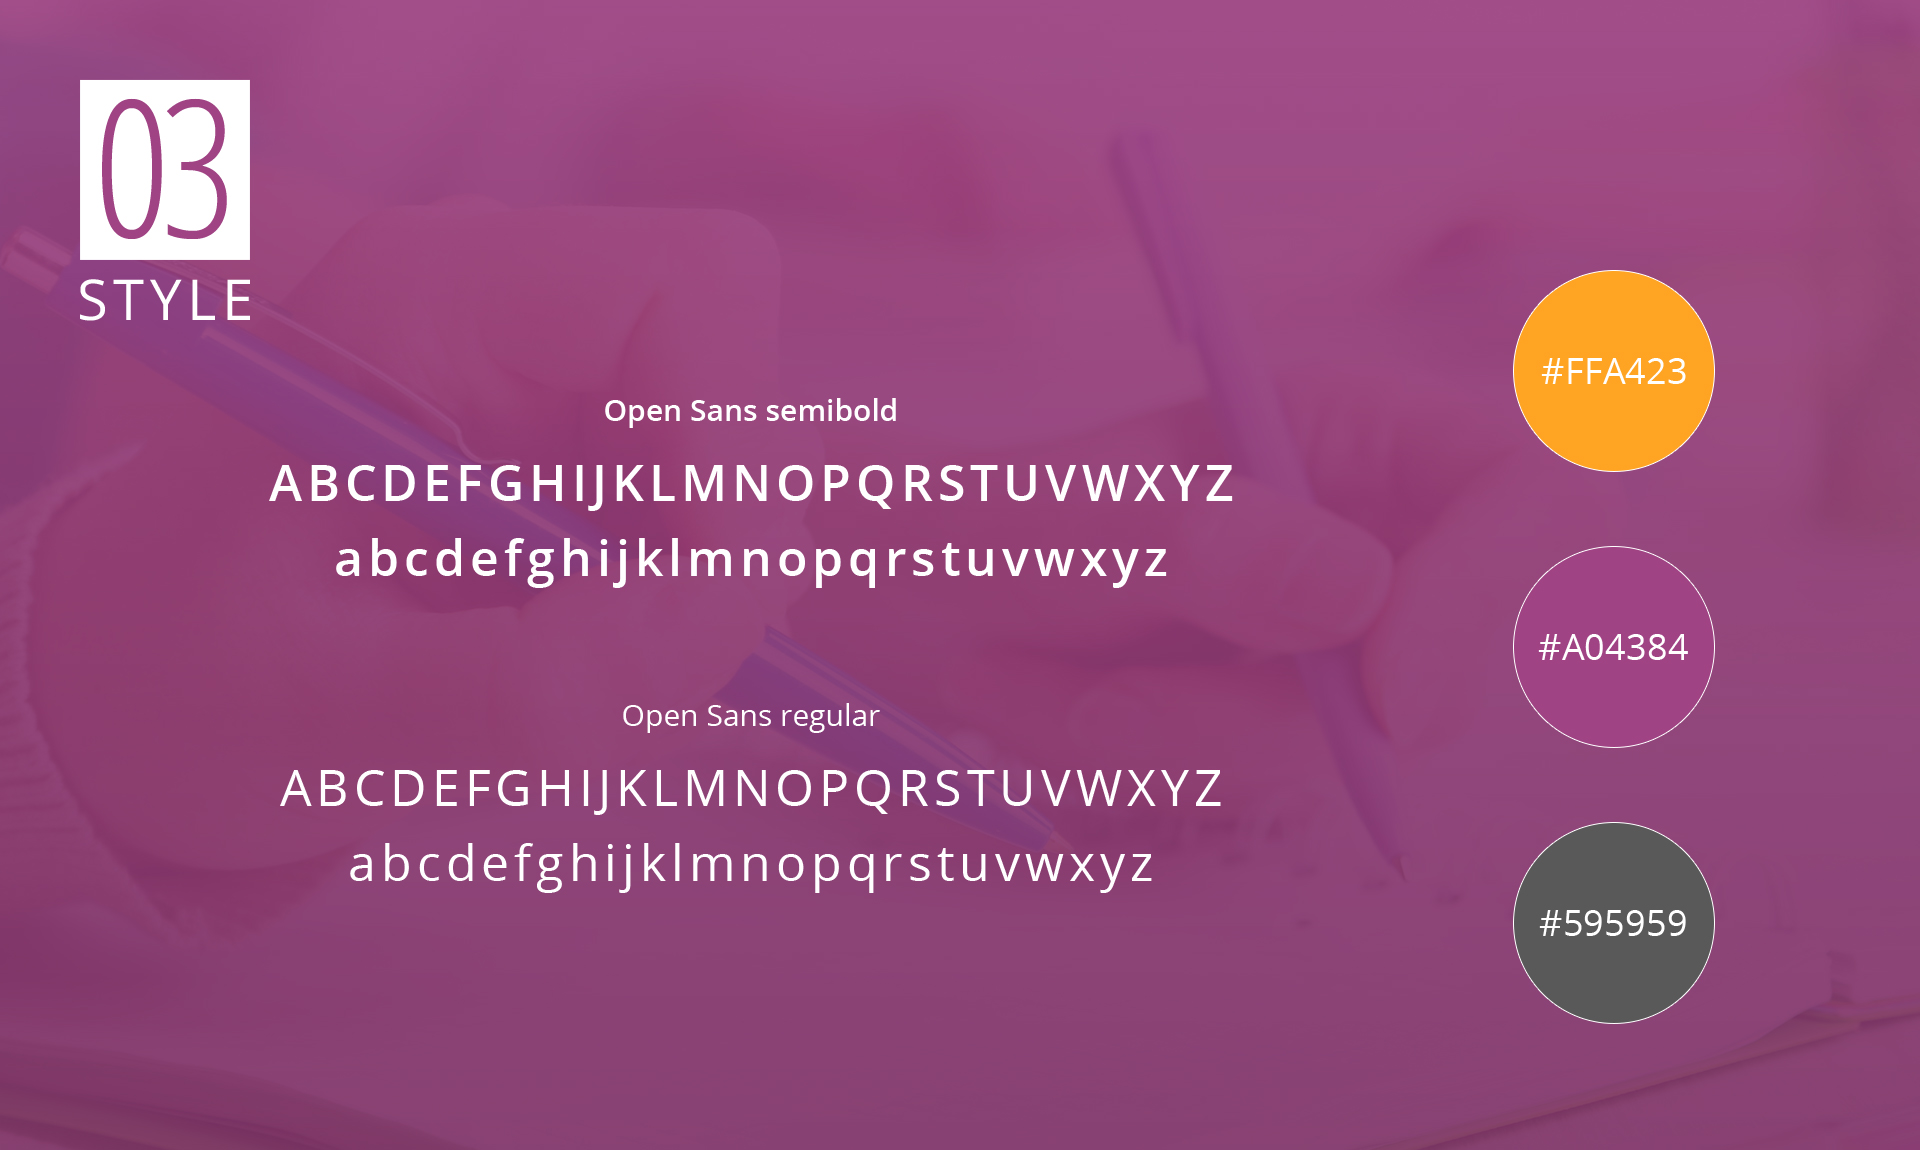 03
STYLE
Open Sans semibold
ABCDEFGHIJKLMNOPQRSTUVWXYZ
abcdefghijklmnopqrstuvwxyz
Open Sans regular
ABCDEFGHIJKLMNOPQRSTUVWXYZ
abcdefghijklmnopqrstuvwxyz
#FFA423
#A04384
#595959